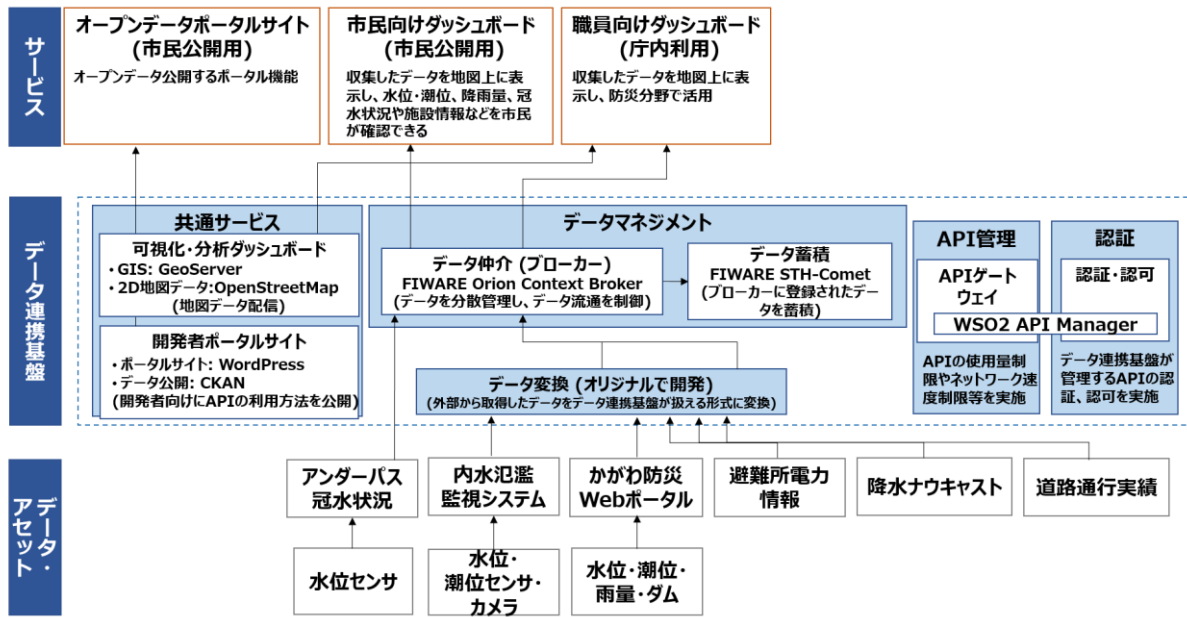 サービス
オープンデータポータルサイト
(市民公開用)
オープンデータ公開するポータル機能
市民向けダッシュボード
(市民公開用)
収集したデータを地図上に表
示し、水位・潮位、降雨量、冠
水状況や施設情報などを市民
が確認できる
職員向けダッシュボード
(庁内利用)
収集したデータを地図上に表
示し、防災分野で活用
データ連携基盤
共通サービス
可視化・分析ダッシュボード
・GIS: GeoServer
・2D地図データ:OpenStreetMap
(地図データ配信)
開発者ポータルサイト
・ポータルサイト: WordPress
・データ公開: CKAN
(開発者向けにAPIの利用方法を公開)
データマネジメント
データ仲介 (ブローカー)
FIWARE Orion Context Broker
(データを分散管理し、データ流通を制御)
データ蓄積
FIWARE STH-Comet
(ブローカーに登録されたデー
タを蓄積)
データ変換 (オリジナルで開発)
(外部から取得したデータをデータ連携基盤が扱える形式に変換)
API管理
APIゲート
ウェイ
認証
認証・認可
WSO2 API Manager
APIの使用量制
限やネットワーク速
度制限等を実施
データ連携基盤が
管理するAPIの認
証、認可を実施
データ・
アセット
アンダーパス
冠水状況
内水氾濫
監視システム
かがわ防災
Webポータル
避難所電力
情報
降水ナウキャスト
道路通行実績
水位センサ
水位・
潮位センサ・
カメラ
水位・潮位・
雨量・ダム